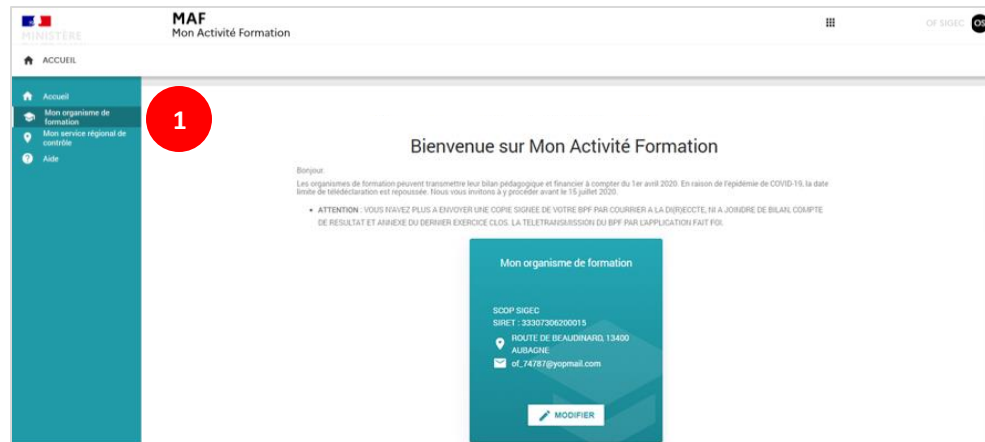 MINISTÈRE
MAF
Mon Activité Formation
OF SIGEC
OS
ACCUEIL
Accueil
Mon organisme de
formation
Mon service régional de
contrôle
Aide
1
Bienvenue sur Mon Activité Formation
Bonjour.
Les organismes de formation peuvent transmettre leur bilan pédagogique et financier à compter du 1er avril 2020. En raison de l'epidémie de COVID-19, la date
limite de télédéclaration est repoussée. Nous vous invitons à y procéder avant le 15 juillet 2020.
• ATTENTION : VOUS N'AVEZ PLUS A ENVOYER UNE COPIE SIGNEE DE VOTRE BPF PAR COURRIER A LA DI(R)ECCTE, NI A JOINDRE DE BILAN, COMPTE
DE RESULTAT ET ANNEXE DU DERNIER EXERCICE CLOS. LA TELETRANSMISSION DU BPF PAR L'APPLICATION FAIT FOI.
Mon organisme de formation
SCOP SIGEC
SIRET : 33307306200015
ROUTE DE BEAUDINARD, 13400
AUBAGNE
of_74787@yopmail.com
MODIFIER